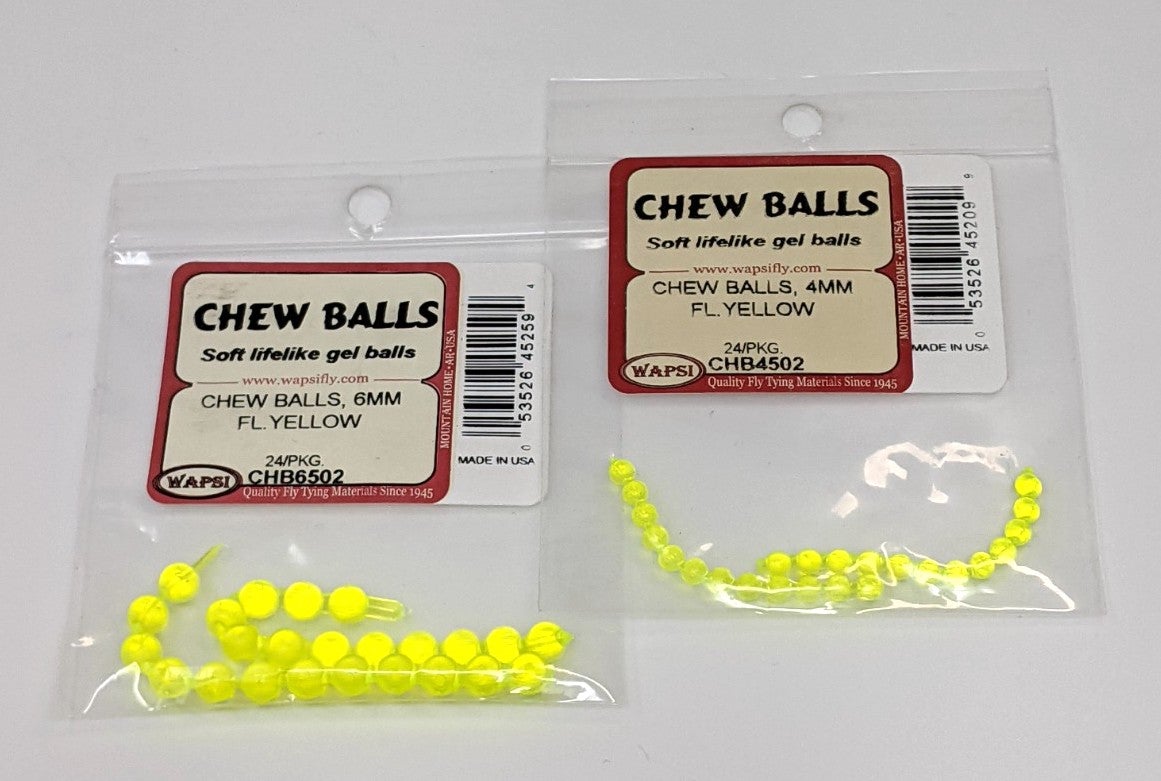 CHEW BALLS
Soft lifelike gel balls
www.wapsifly.com
CHEW BALLS, 6MM
FL.YELLOW
24/PKG.
WAPSI CHB6502
Quality Fly Tying Materials Since 1945
MOUNTAIN HOME·AR·USA
0 53526 45259 4
MADE IN USA
CHEW BALLS
Soft lifelike gel balls
www.wapsifly.com
CHEW BALLS, 4MM
FL.YELLOW
24/PKG.
WAPSI CHB4502
Quality Fly Tying Materials Since 1945
MOUNTAIN HOME·AR·USA
0 53526 45209 9
MADE IN USA